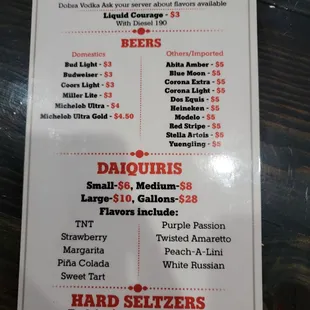 Dobra Vodka Ask your server about flavors available
Liquid Courage - $3
With Diesel 190
BEERS
Domestics
Bud Light - $3
Budweiser - $3
Coors Light - $3
Miller Lite - $3
Michelob Ultra - $4
Michelob Ultra Gold - $4.50
Others/Imported
Abita Amber - $5
Blue Moon - $5
Corona Extra - $5
Corona Light - $5
Dos Equis - $5
Heineken - $5
Modelo - $5
Red Stripe - $5
Stella Artois - $5
Yuengling - $5
DAIQUIRIS
Small-$6, Medium-$8
Large-$10, Gallons-$28
Flavors include:
TNT
Strawberry
Margarita
Piña Colada
Sweet Tart
Purple Passion
Twisted Amaretto
Peach-A-Lini
White Russian
HARD SELTZERS